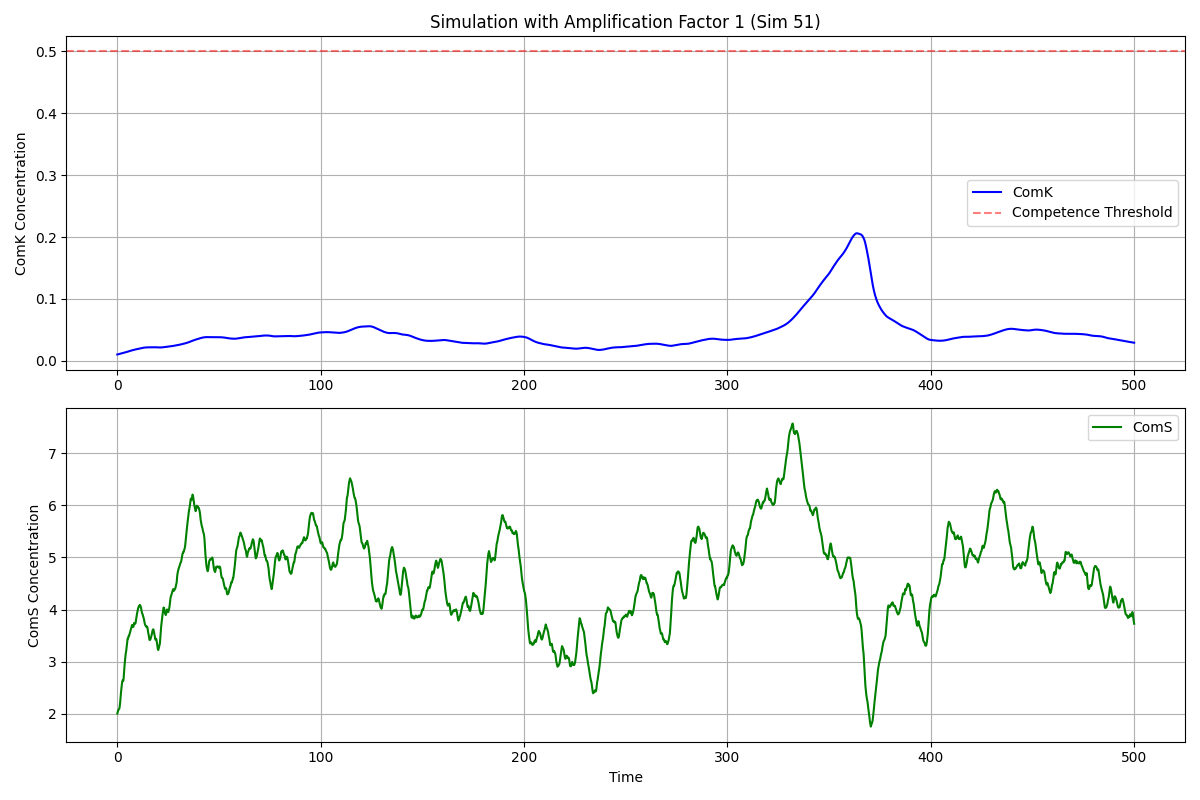 Simulation with Amplification Factor 1 (Sim 51)
ComK Concentration
0.5
0.4
0.3
0.2
0.1
0.0
ComK
Competence Threshold
0 100 200 300 400 500
ComS Concentration
7
6
5
4
3
2
ComS
0 100 200 300 400 500
Time